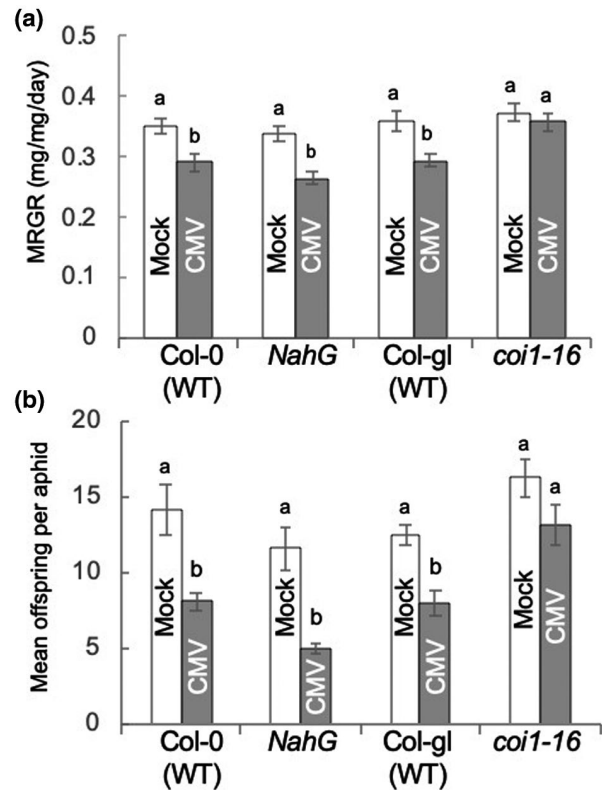 (a)
MRGR (mg/mg/day)
0.5
0.4
0.3
0.2
0.1
0
a b a b a b a a
Mock CMV Mock CMV Mock CMV Mock CMV
Col-0 NahG Col-gl coi1-16
(WT) (WT)
(b)
Mean offspring per aphid
20
15
10
5
0
a b a b a b a a
Mock CMV Mock CMV Mock CMV Mock CMV
Col-0 NahG Col-gl coi1-16
(WT) (WT)